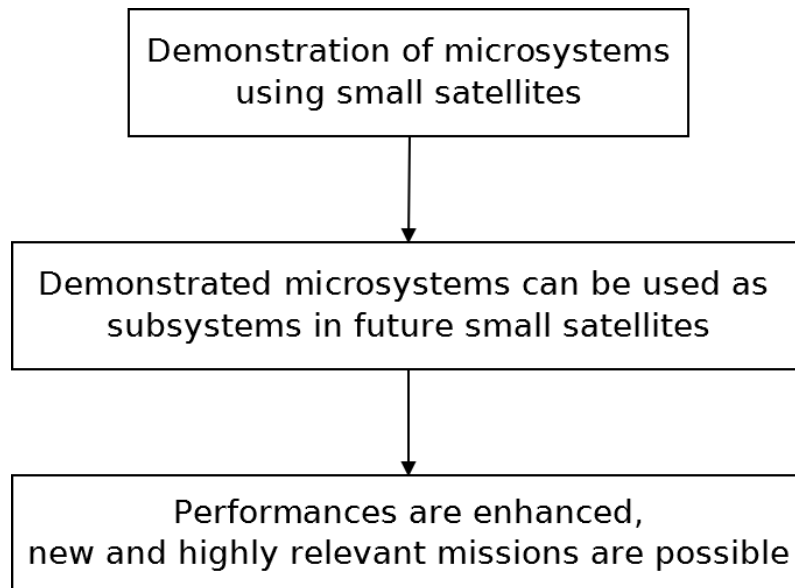 Demonstration of microsystems
using small satellites
Demonstrated microsystems can be used as
subsystems in future small satellites
Performances are enhanced,
new and highly relevant missions are possible